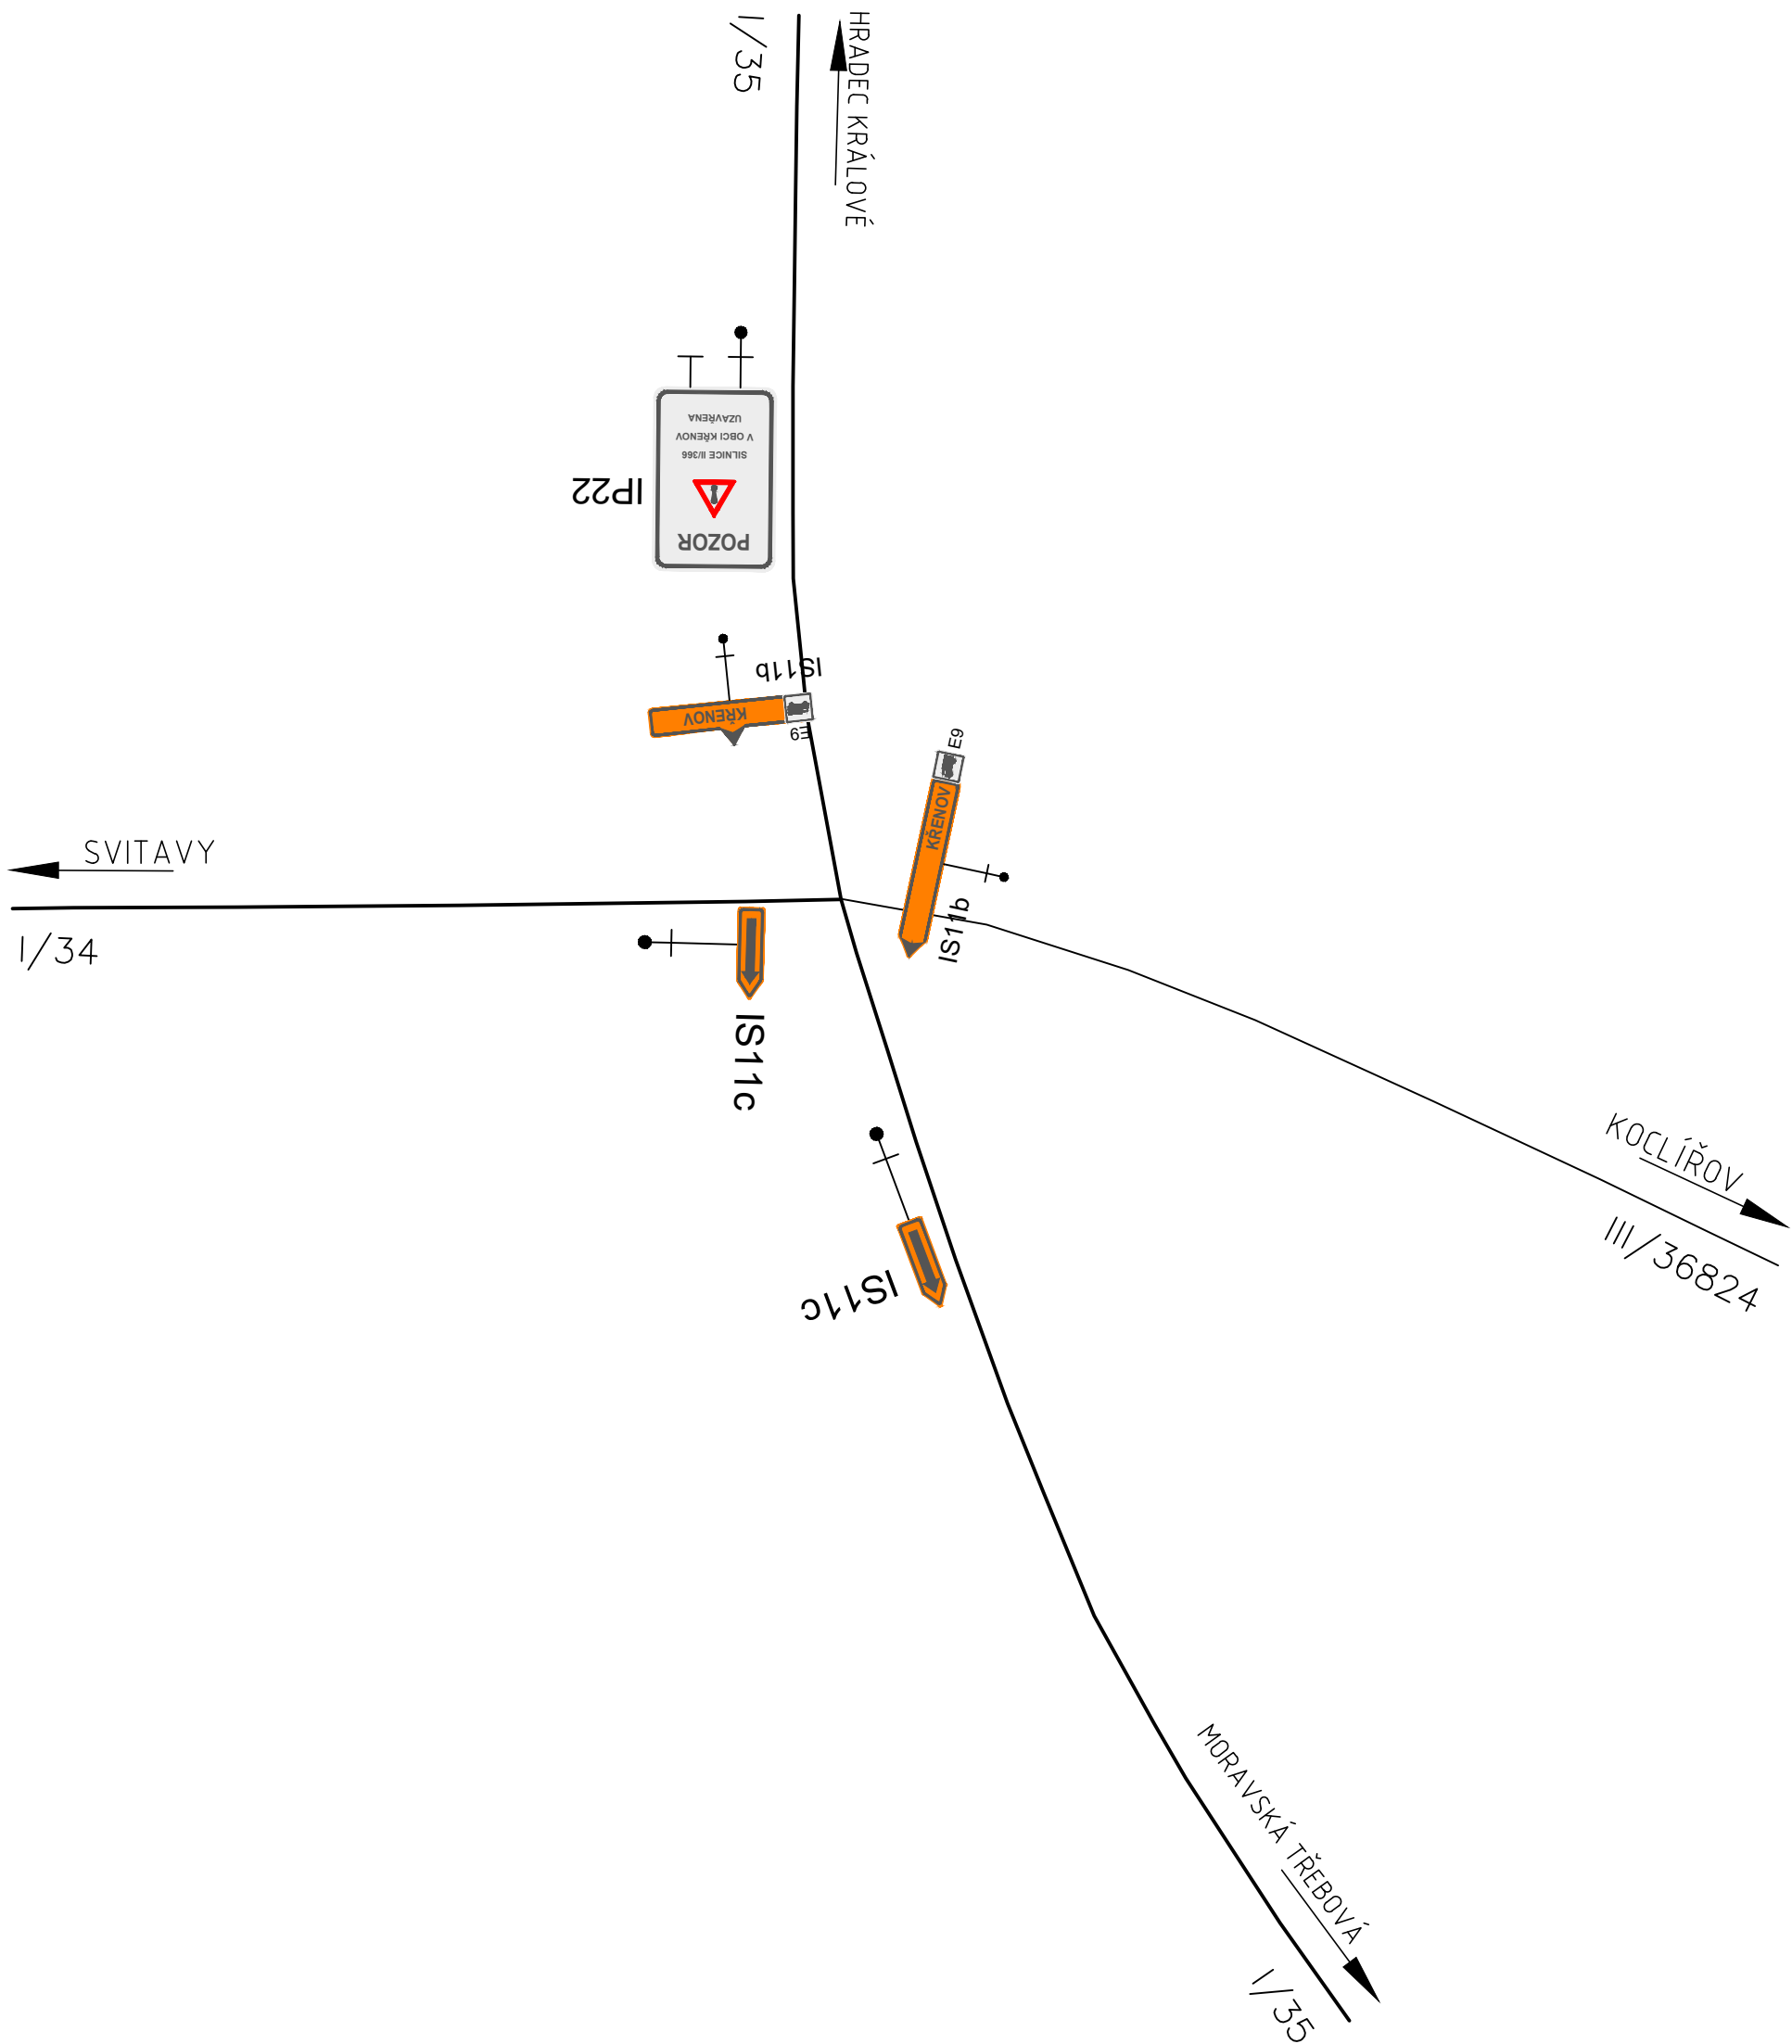 I/35
HRADEC KRÁLOVÉ
IP22
POZOR
SILNICE II/366
V OBCI KŘENOV
UZAVŘENA
IS11b
KŘENOV
E9
E9
KŘENOV
IS11b
SVITAVY
I/34
IS11c
IS11c
KOCLÍŘOV
III/36824
MORAVSKÁ TŘEBOVÁ
I/35